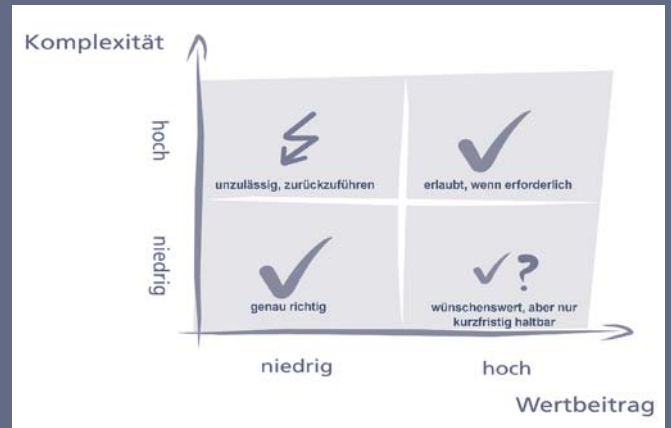 Komplexität
hoch
unzulässig, zurückzuführen
erlaubt, wenn erforderlich
niedrig
genau richtig
wünschenswert, aber nur
kurzfristig haltbar
niedrig
hoch
Wertbeitrag